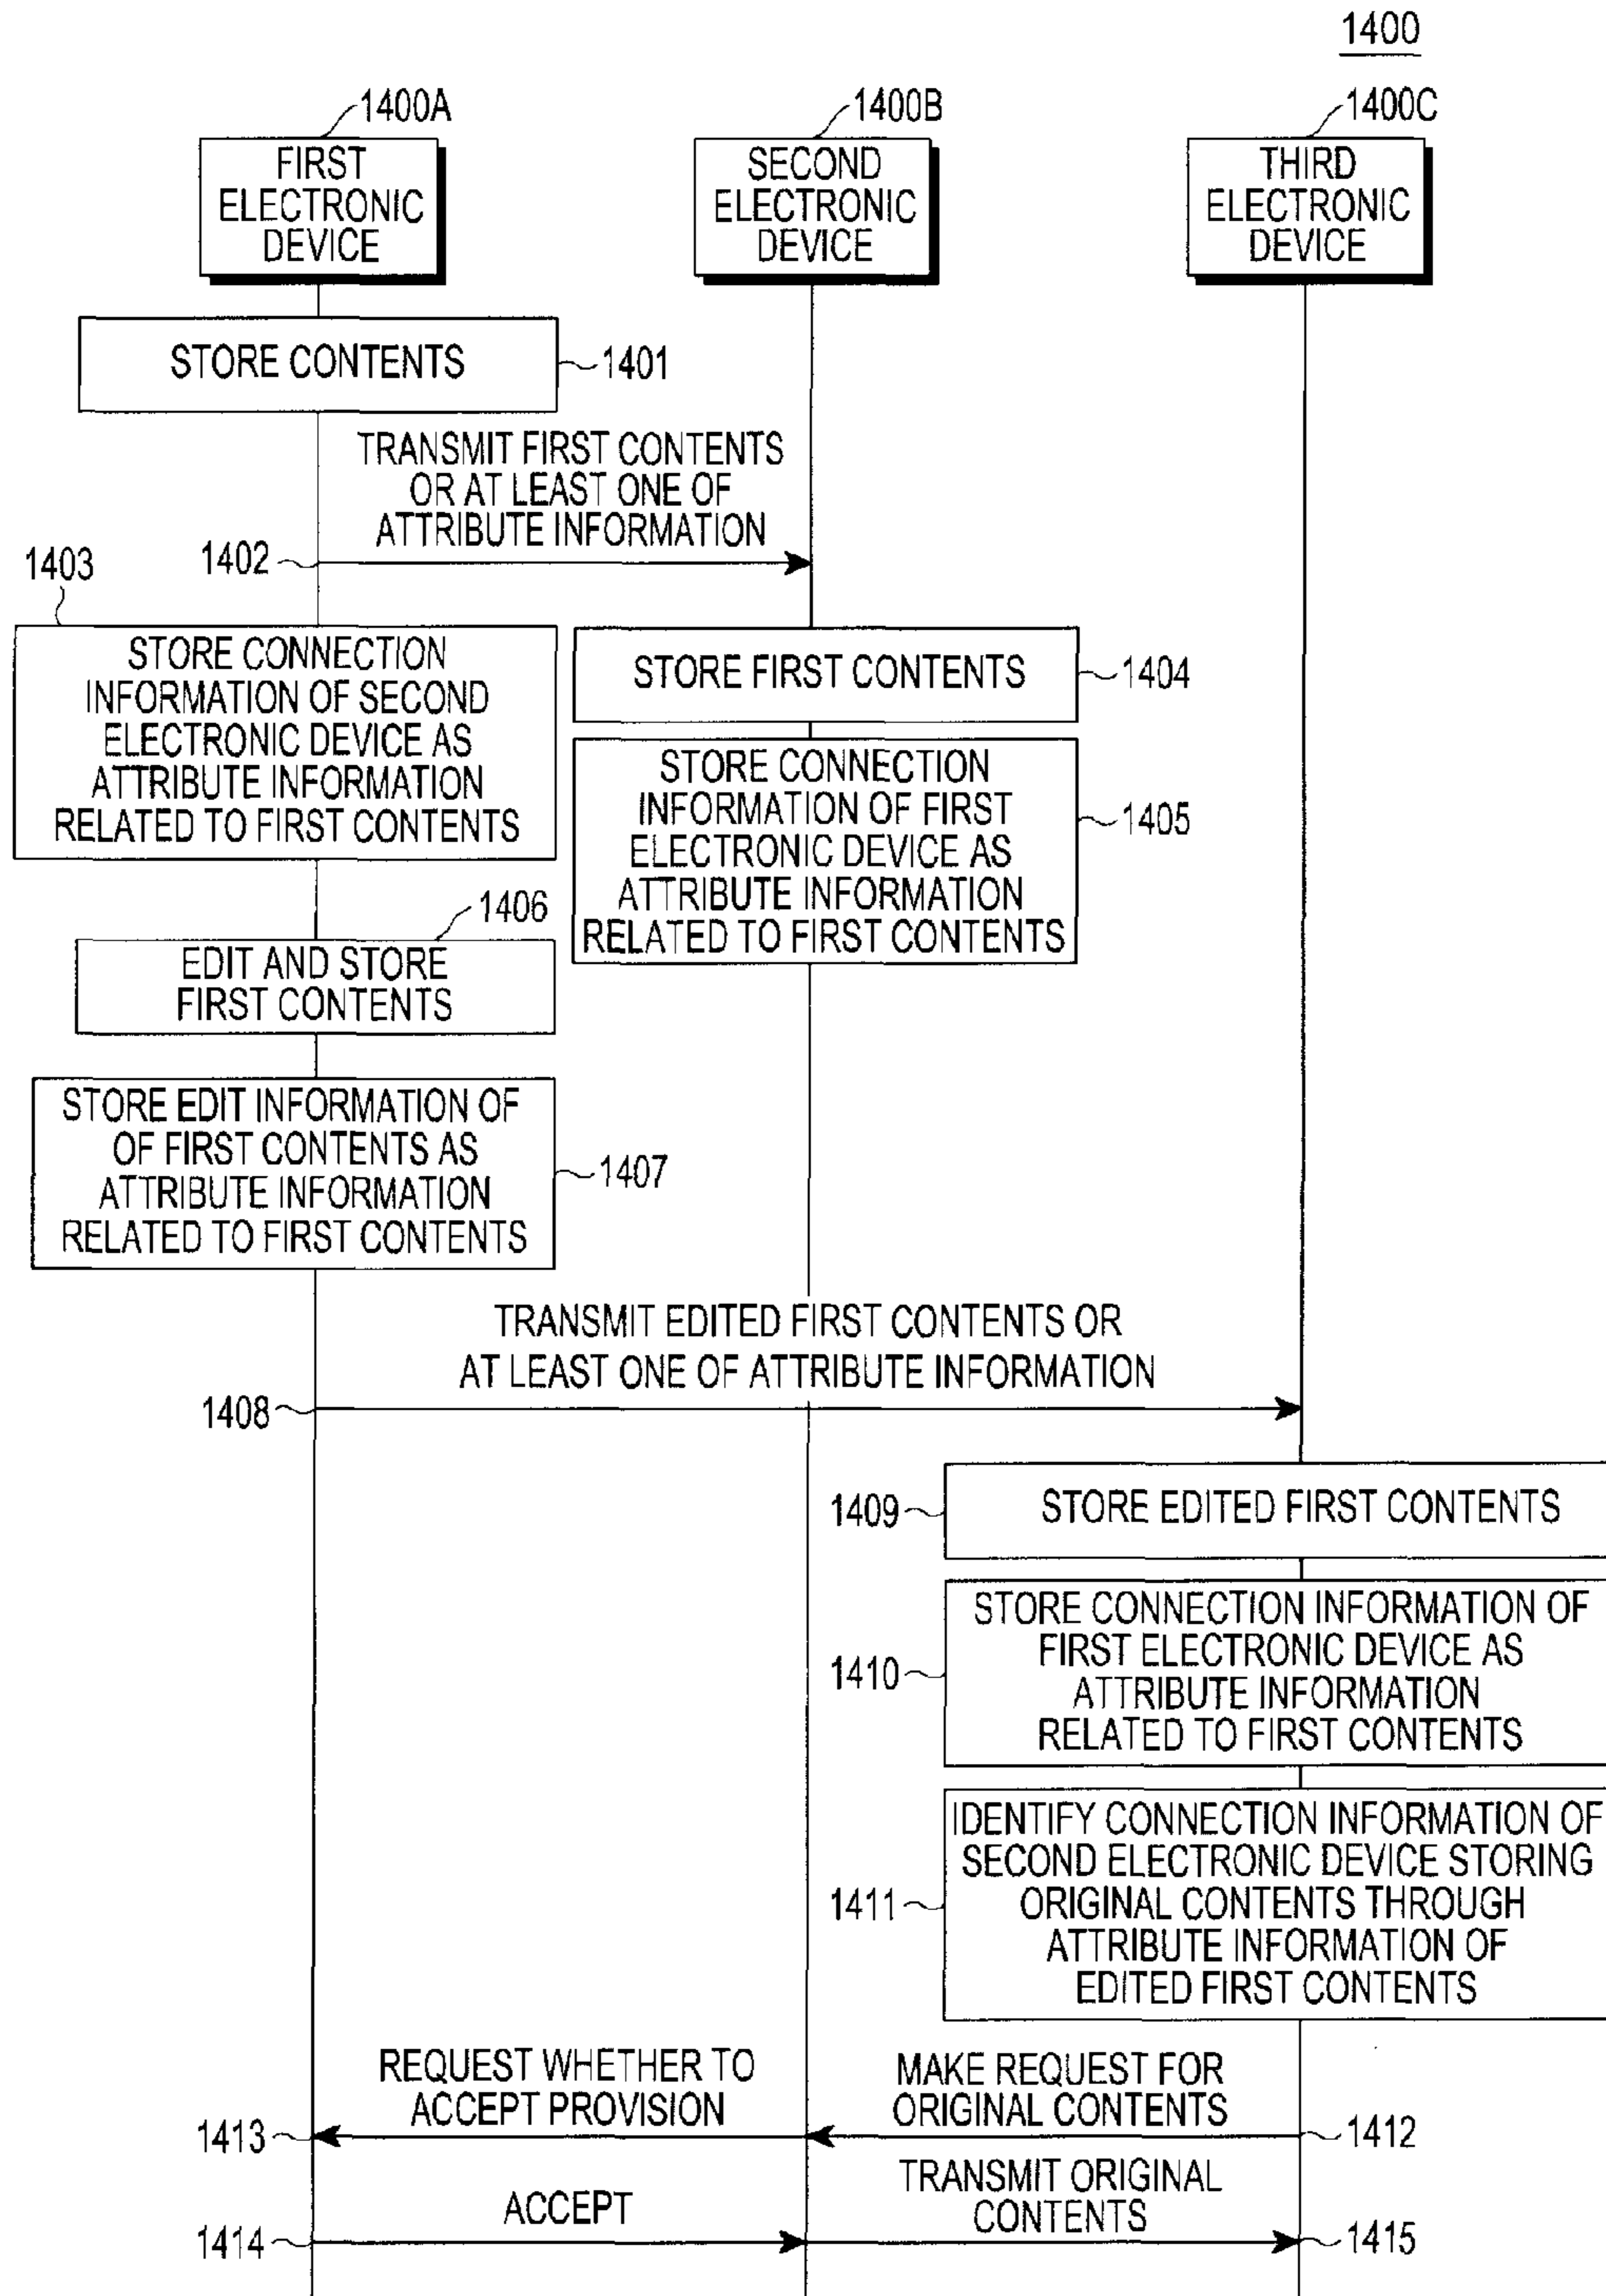 1400
1400A
1400B
1400C
FIRST
ELECTRONIC
DEVICE
SECOND
ELECTRONIC
DEVICE
THIRD
ELECTRONIC
DEVICE
STORE CONTENTS
1401
TRANSMIT FIRST CONTENTS
OR AT LEAST ONE OF
ATTRIBUTE INFORMATION
1402
1403
STORE CONNECTION
INFORMATION OF SECOND
ELECTRONIC DEVICE AS
ATTRIBUTE INFORMATION
RELATED TO FIRST CONTENTS
STORE FIRST CONTENTS
1404
STORE CONNECTION
INFORMATION OF FIRST
ELECTRONIC DEVICE AS
ATTRIBUTE INFORMATION
RELATED TO FIRST CONTENTS
1405
1406
EDIT AND STORE
FIRST CONTENTS
STORE EDIT INFORMATION OF
OF FIRST CONTENTS AS
ATTRIBUTE INFORMATION
RELATED TO FIRST CONTENTS
1407
TRANSMIT EDITED FIRST CONTENTS OR
AT LEAST ONE OF ATTRIBUTE INFORMATION
1408
1409
STORE EDITED FIRST CONTENTS
1410
STORE CONNECTION INFORMATION OF
FIRST ELECTRONIC DEVICE AS
ATTRIBUTE INFORMATION
RELATED TO FIRST CONTENTS
1411
IDENTIFY CONNECTION INFORMATION OF
SECOND ELECTRONIC DEVICE STORING
ORIGINAL CONTENTS THROUGH
ATTRIBUTE INFORMATION OF
EDITED FIRST CONTENTS
REQUEST WHETHER TO
ACCEPT PROVISION
1413
MAKE REQUEST FOR
ORIGINAL CONTENTS
1412
ACCEPT
1414
TRANSMIT ORIGINAL
CONTENTS
1415